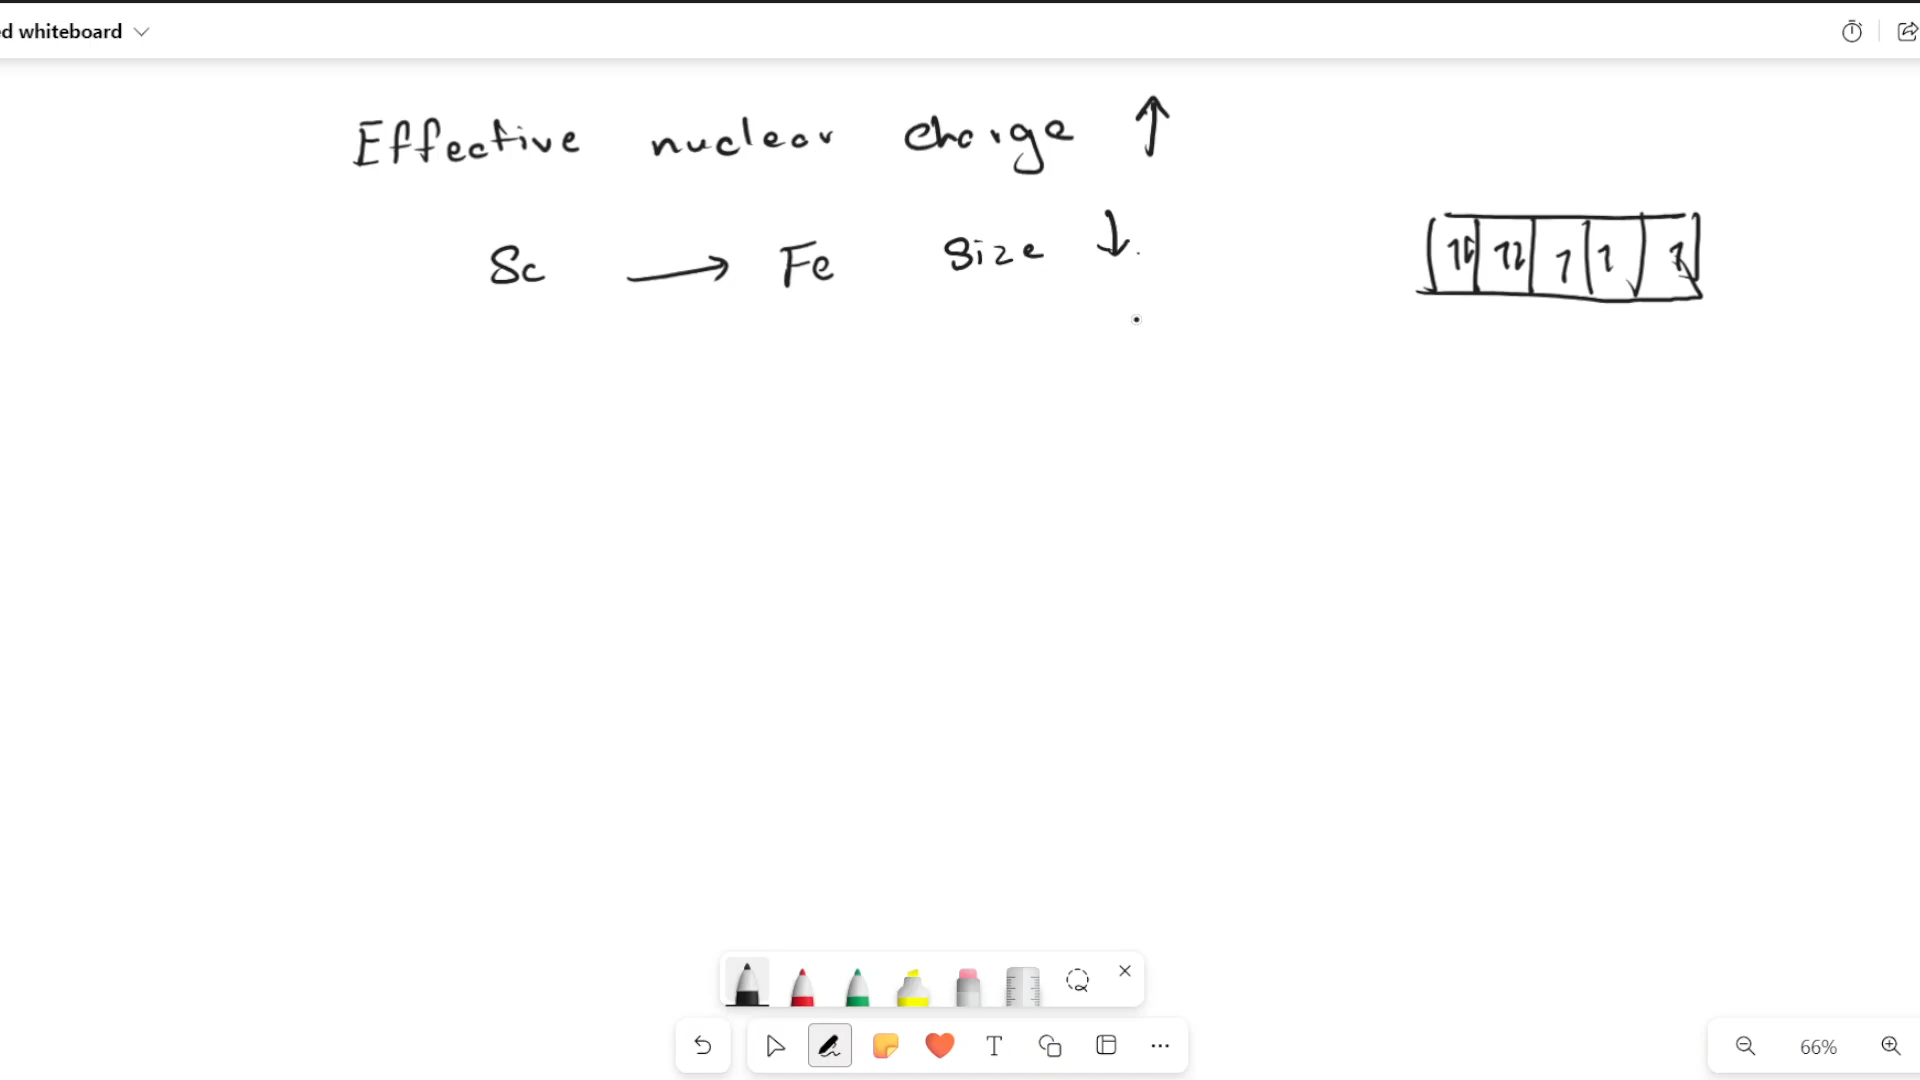 d whiteboard
Effective nuclear charge ↑
Sc → Fe size ↓
66%